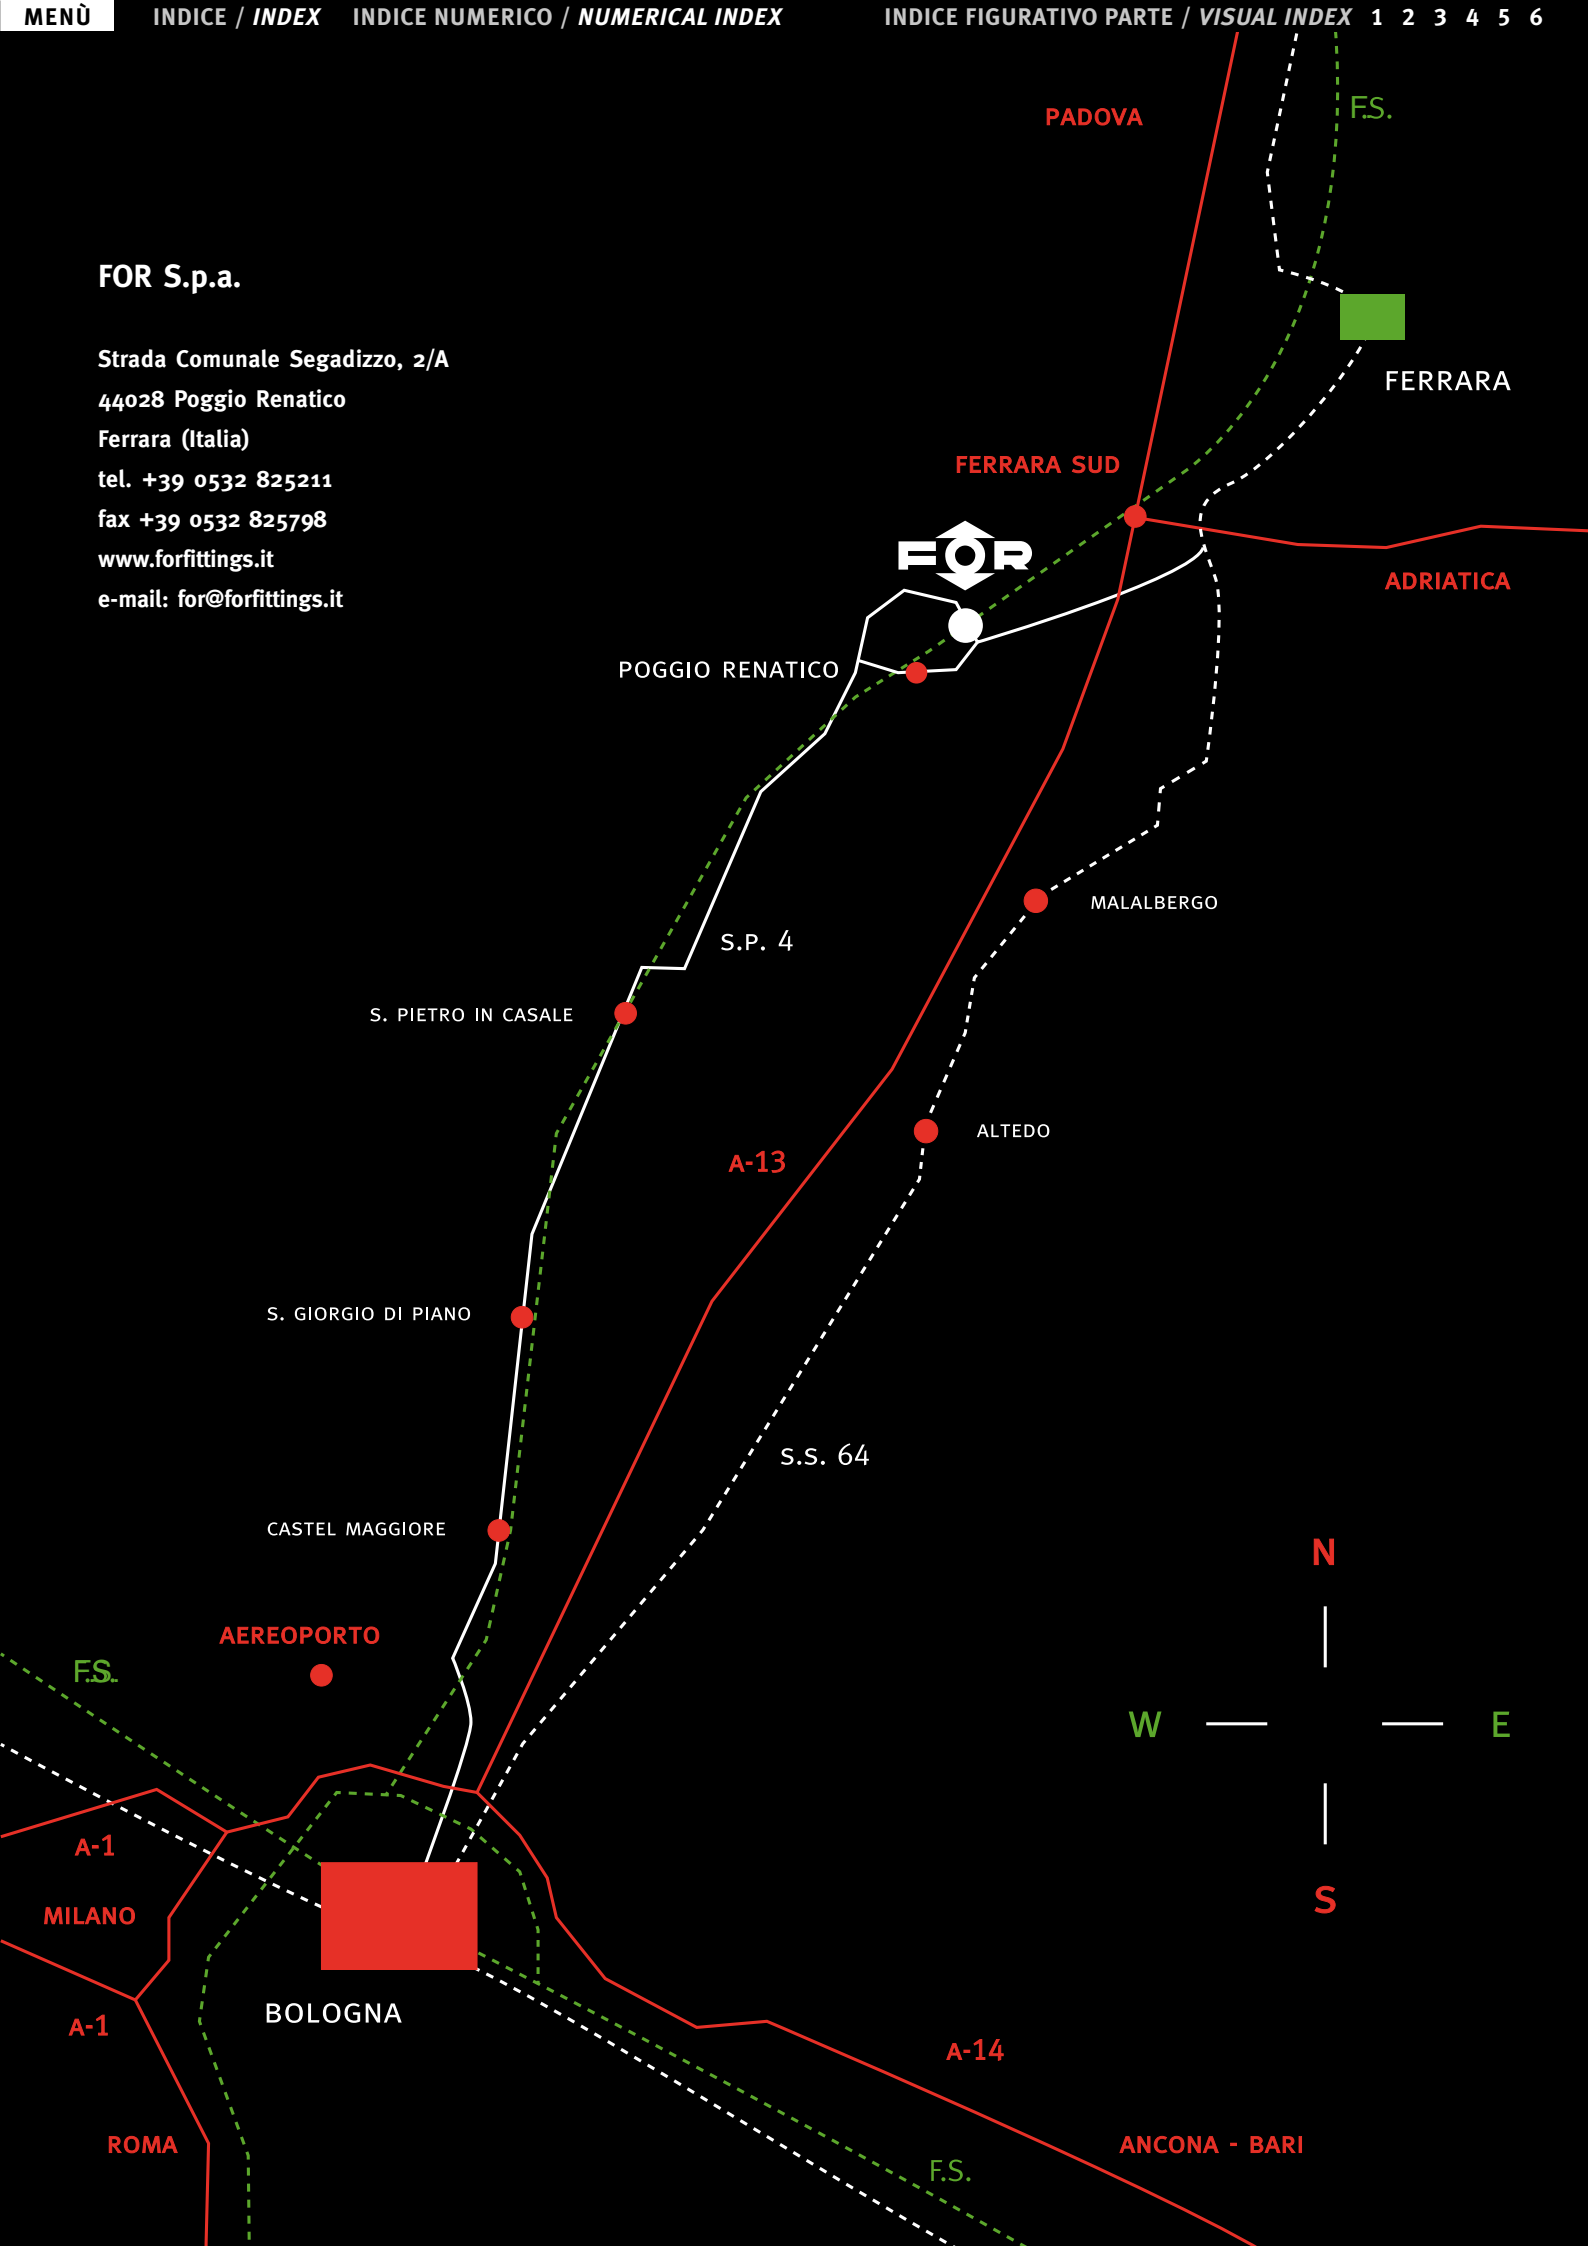 MENÙ INDICE / INDEX INDICE NUMERICO / NUMERICAL INDEX INDICE FIGURATIVO PARTE / VISUAL INDEX 1 2 3 4 5 6
PADOVA
F.S.
FOR S.p.a.
Strada Comunale Segadizzo, 2/A
44028 Poggio Renatico
Ferrara (Italia)
tel. +39 0532 825211
fax +39 0532 825798
www.forfittings.it
e-mail: for@forfittings.it
FERRARA
FERRARA SUD
FOR
ADRIATICA
POGGIO RENATICO
MALALBERGO
S.P. 4
S. PIETRO IN CASALE
ALTEDO
A-13
S. GIORGIO DI PIANO
S.S. 64
CASTEL MAGGIORE
N
AEREOPORTO
F.S.
W
E
A-1
S
MILANO
BOLOGNA
A-1
A-14
ROMA
ANCONA - BARI
F.S.